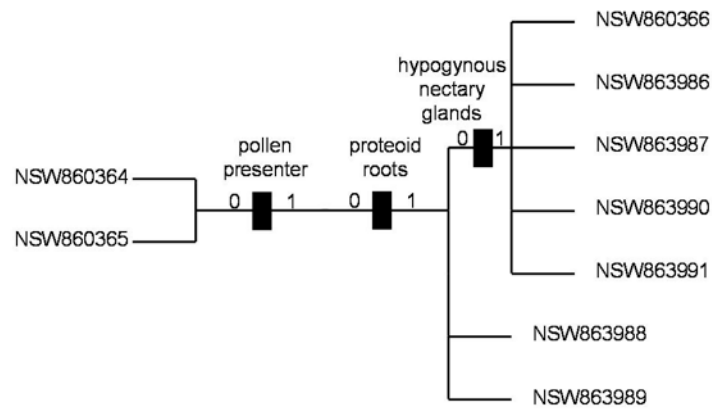 NSW860366
hypogynous
nectary
glands
NSW863986
0 1
NSW863987
pollen
presenter
proteoid
roots
NSW860364
0 1
0 1
NSW863990
NSW860365
NSW863991
NSW863988
NSW863989